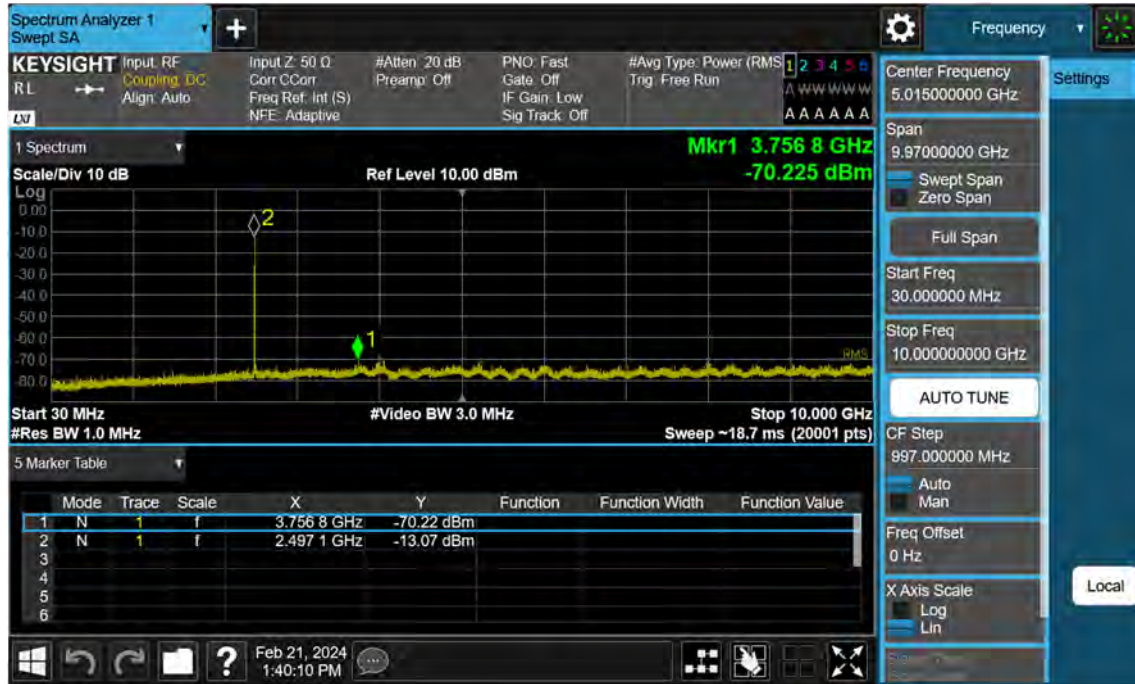 Spectrum Analyzer 1
Swept SA
+
Frequency
KEYSIGHT
RL
LXI
Input: RF
Coupling: DC
Align: Auto
Input Z: 50 Ω
Corr CCorr
Freq Ref: Int (S)
NFE: Adaptive
#Atten: 20 dB
Preamp: Off
PNO: Fast
Gate: Off
IF Gain: Low
Sig Track: Off
#Avg Type: Power (RMS
Trig: Free Run
1 2 3 4 5 6
A W W W W W
A A A A A A
1 Spectrum
Mkr1 3.756 8 GHz
Scale/Div 10 dB
Ref Level 10.00 dBm
-70.225 dBm
Log
0.00
-10.0
-20.0
-30.0
-40.0
-50.0
-60.0
-70.0
-80.0
2
1
RMS
Start 30 MHz
#Video BW 3.0 MHz
Stop 10.000 GHz
#Res BW 1.0 MHz
Sweep ~18.7 ms (20001 pts)
5 Marker Table
Mode Trace Scale X Y Function Function Width Function Value
1 N 1 f 3.756 8 GHz -70.22 dBm
2 N 1 f 2.497 1 GHz -13.07 dBm
3
4
5
6
Center Frequency
5.015000000 GHz
Settings
Span
9.97000000 GHz
Swept Span
Zero Span
Full Span
Start Freq
30.000000 MHz
Stop Freq
10.000000000 GHz
AUTO TUNE
CF Step
997.000000 MHz
Auto
Man
Freq Offset
0 Hz
X Axis Scale
Log
Lin
Local
?
Feb 21, 2024
1:40:10 PM